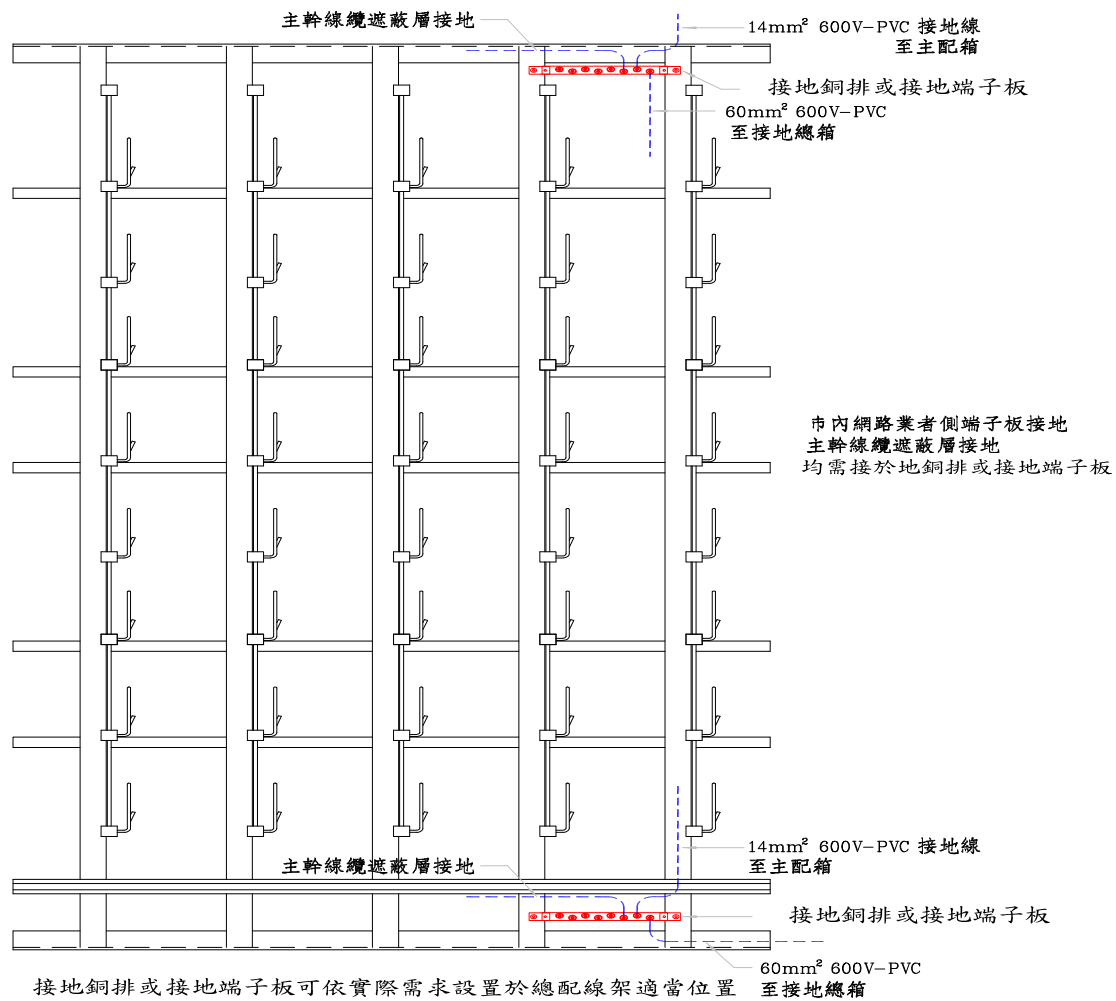 主幹線纜遮蔽層接地
14mm² 600V-PVC 接地線
至主配箱
接地銅排或接地端子板
60mm² 600V-PVC
至接地總箱
市內網路業者側端子板接地
主幹線纜遮蔽層接地
均需接於地銅排或接地端子板
14mm² 600V-PVC 接地線
至主配箱
主幹線纜遮蔽層接地
接地銅排或接地端子板
60mm² 600V-PVC
至接地總箱
接地銅排或接地端子板可依實際需求設置於總配線架適當位置